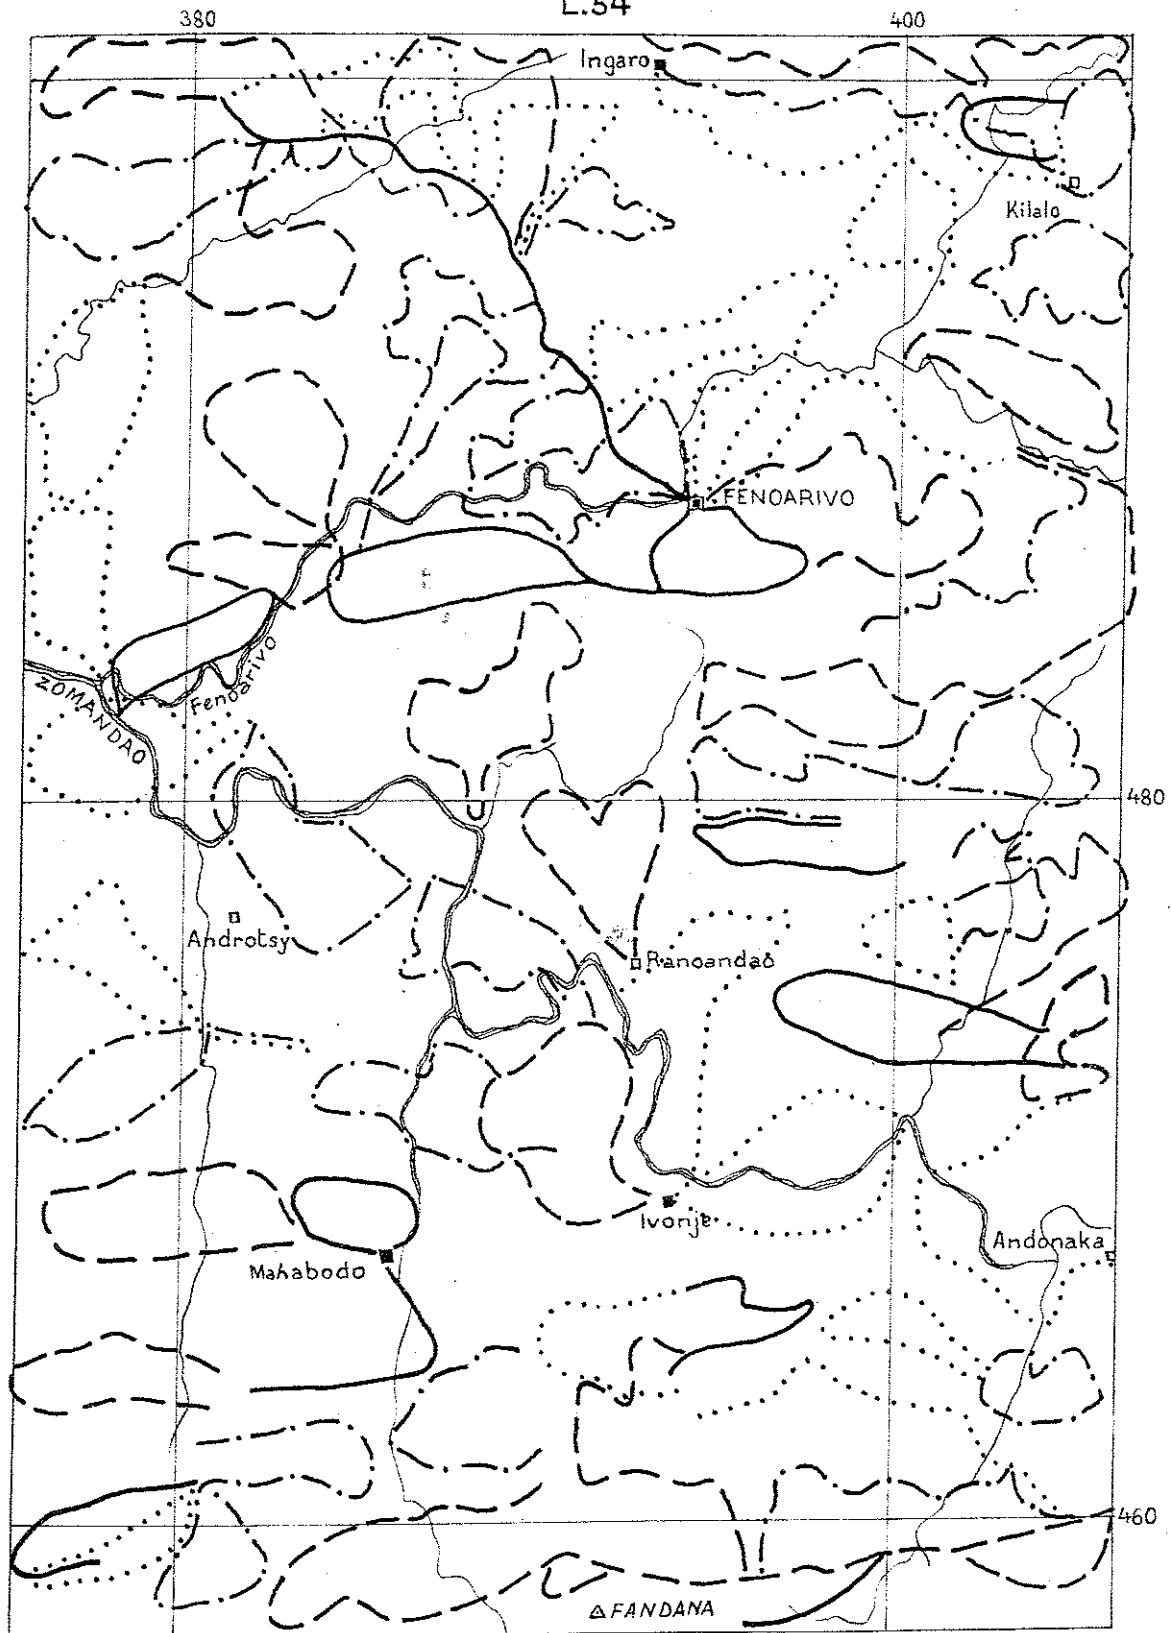 L.54
380
400
Ingaro
Kilalo
FENOARIVO
Fenoarivo
ZOMANDAO
480
Androtsy
Ranoandao
Ivonje
Andonaka
Mahabodo
460
FANDANA